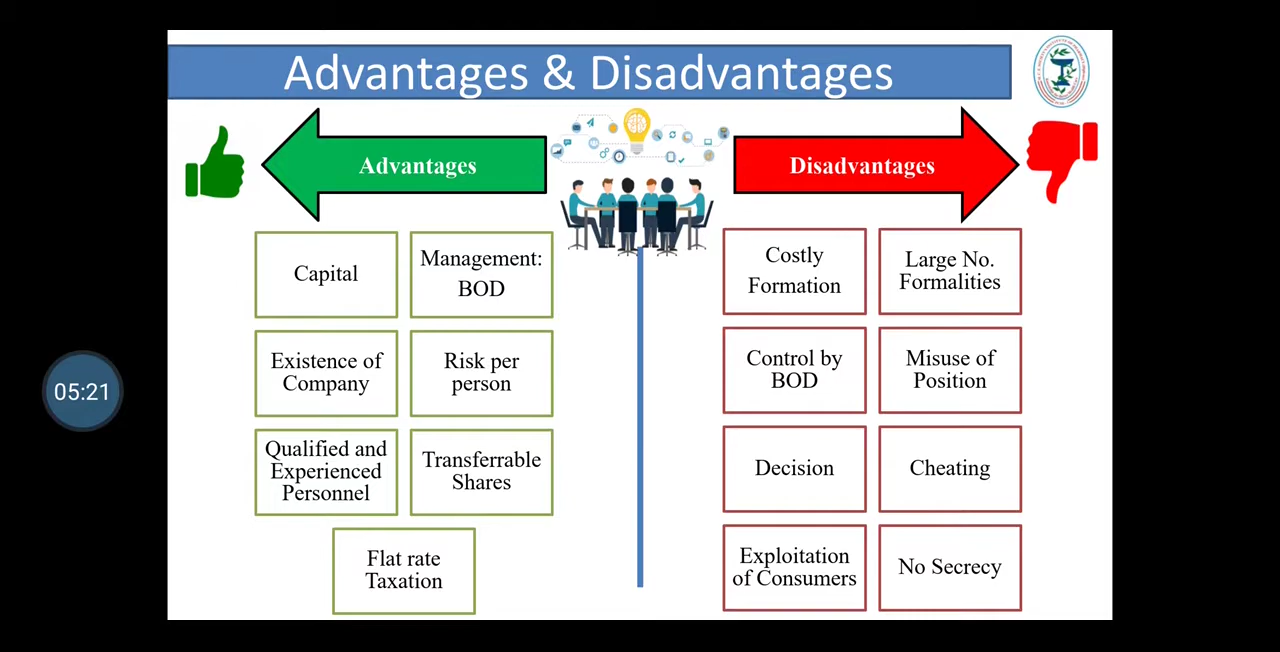 Advantages & Disadvantages
Advantages
Disadvantages
Capital
Management:
BOD
Existence of
Company
Risk per
person
Qualified and
Experienced
Personnel
Transferrable
Shares
Flat rate
Taxation
Costly
Formation
Large No.
Formalities
Control by
BOD
Misuse of
Position
Decision
Cheating
Exploitation
of Consumers
No Secrecy
05:21